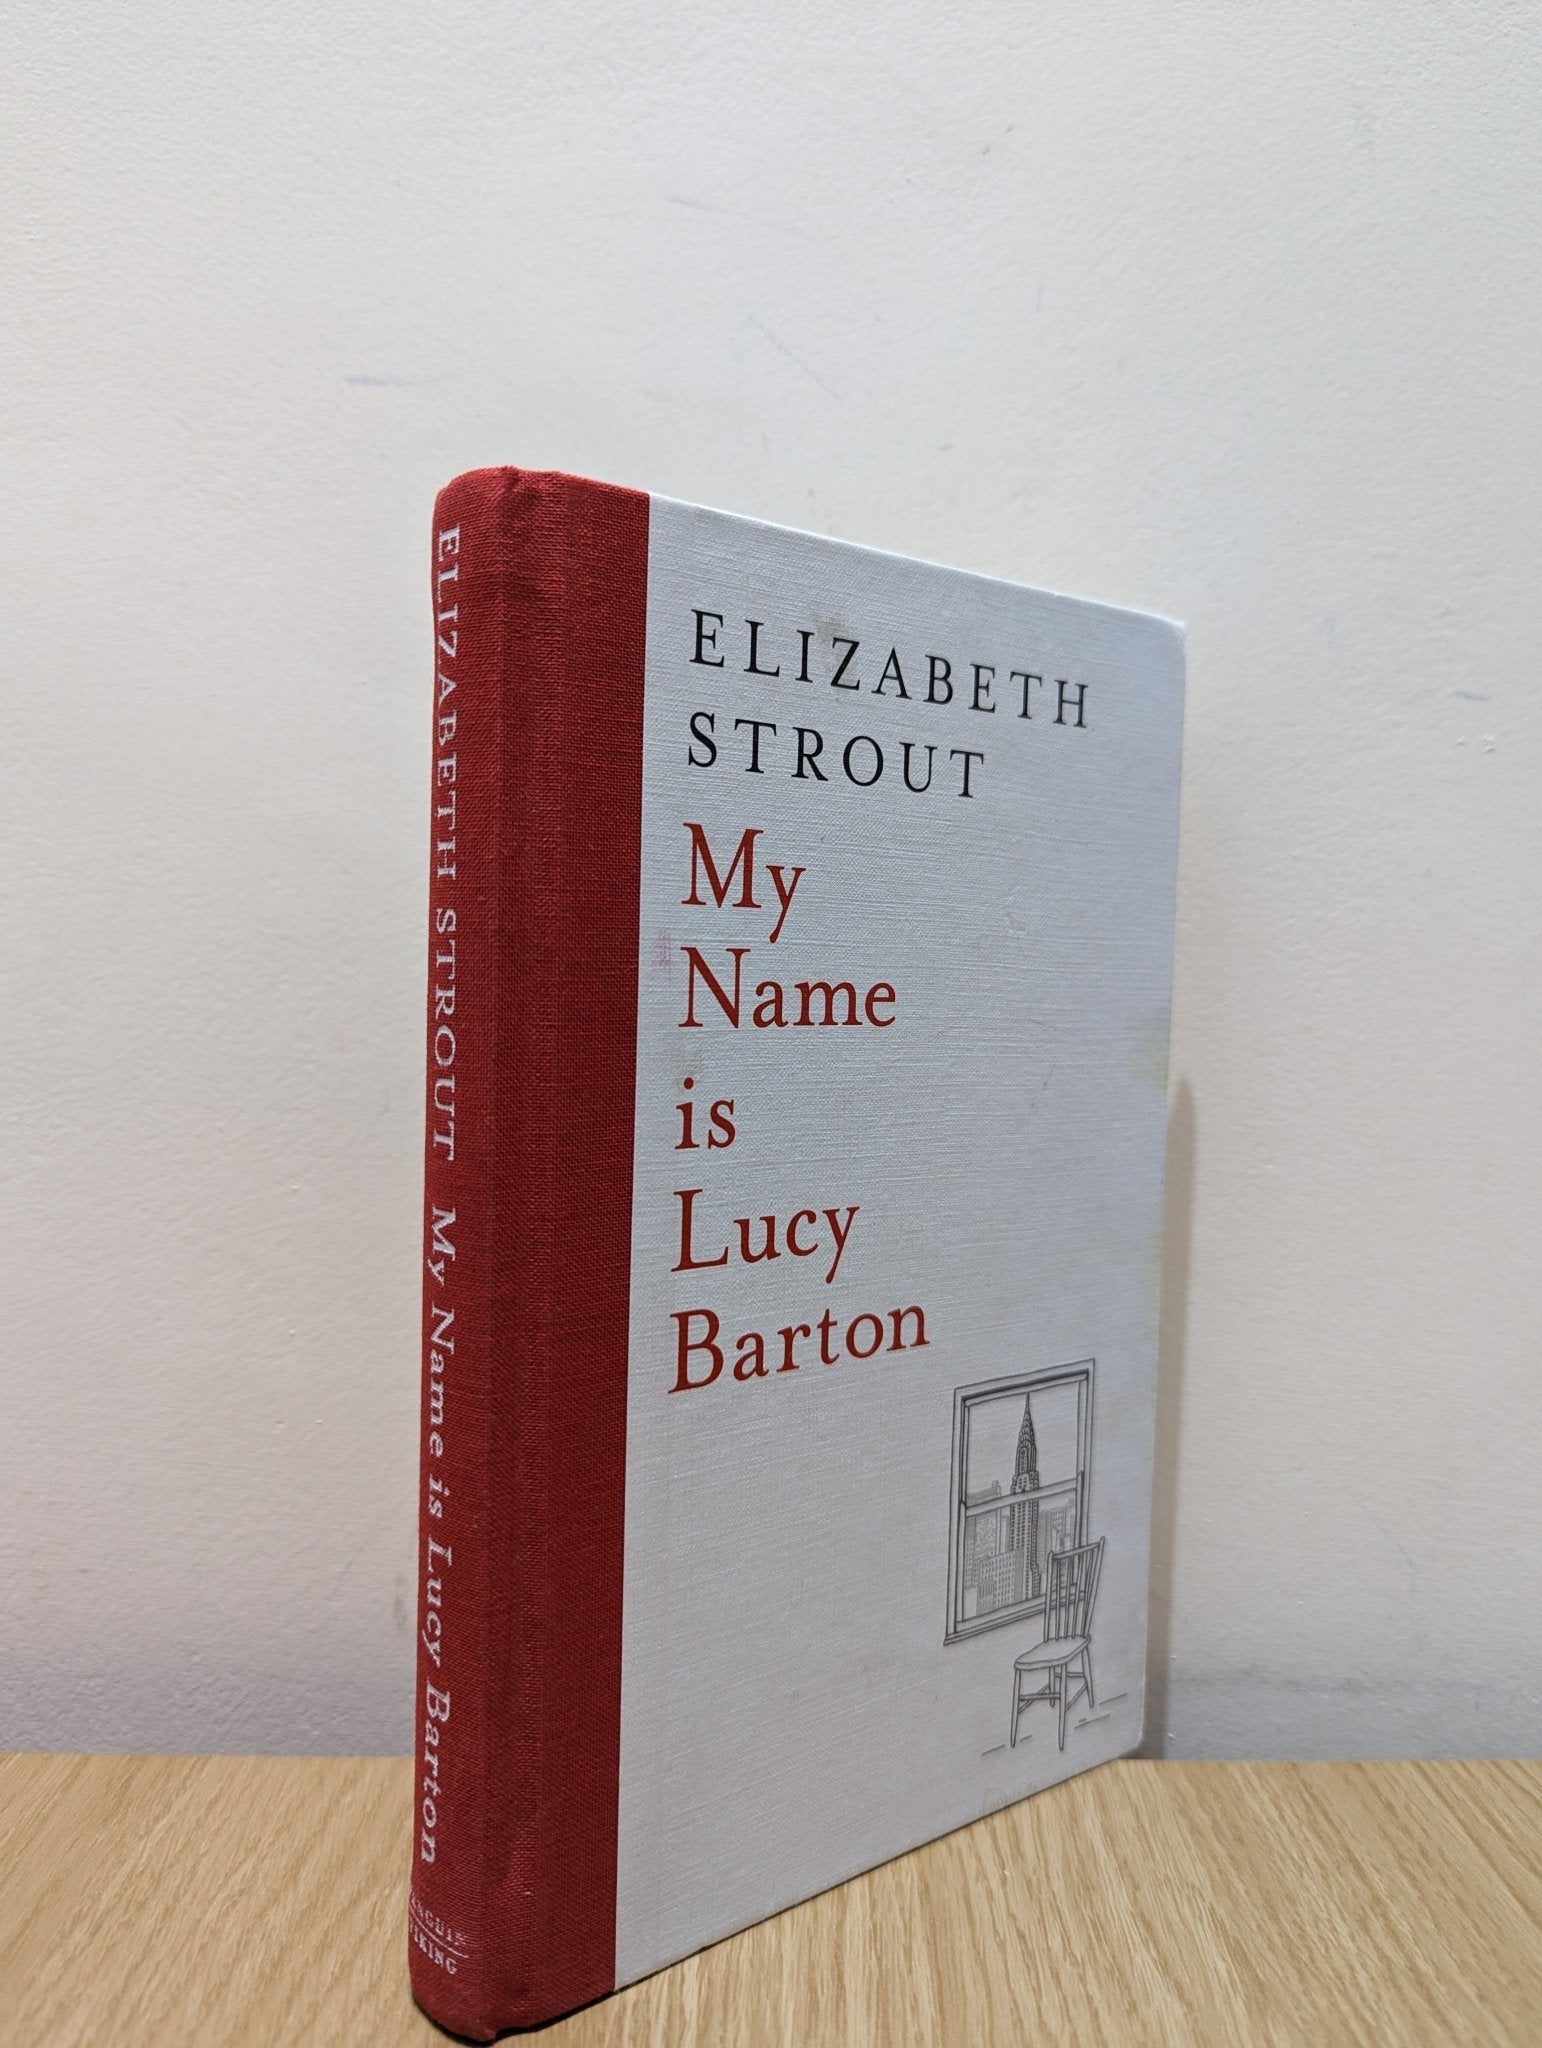 ELIZABETH STROUT My Name is Lucy Barton
VIKING
ELIZABETH
STROUT
My
Name
is
Lucy
Barton